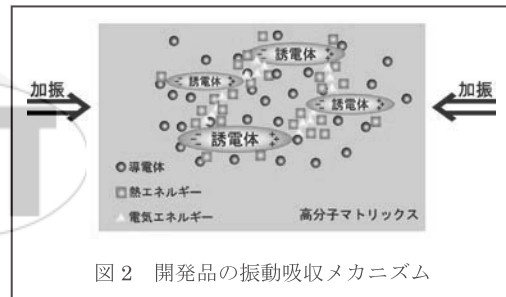 加振
加振
誘電体
誘電体
誘電体
誘電体
導電体
熱エネルギー
電気エネルギー
高分子マトリックス
図 2 開発品の振動吸収メカニズム